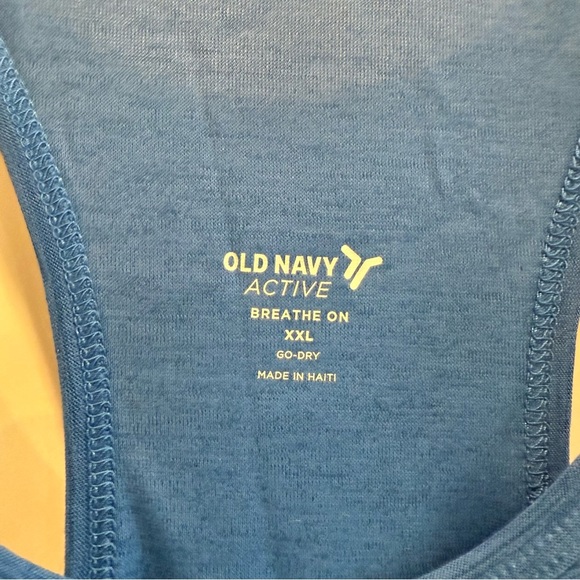 OLD NAVY
ACTIVE
BREATHE ON
XXL
GO-DRY
MADE IN HAITI